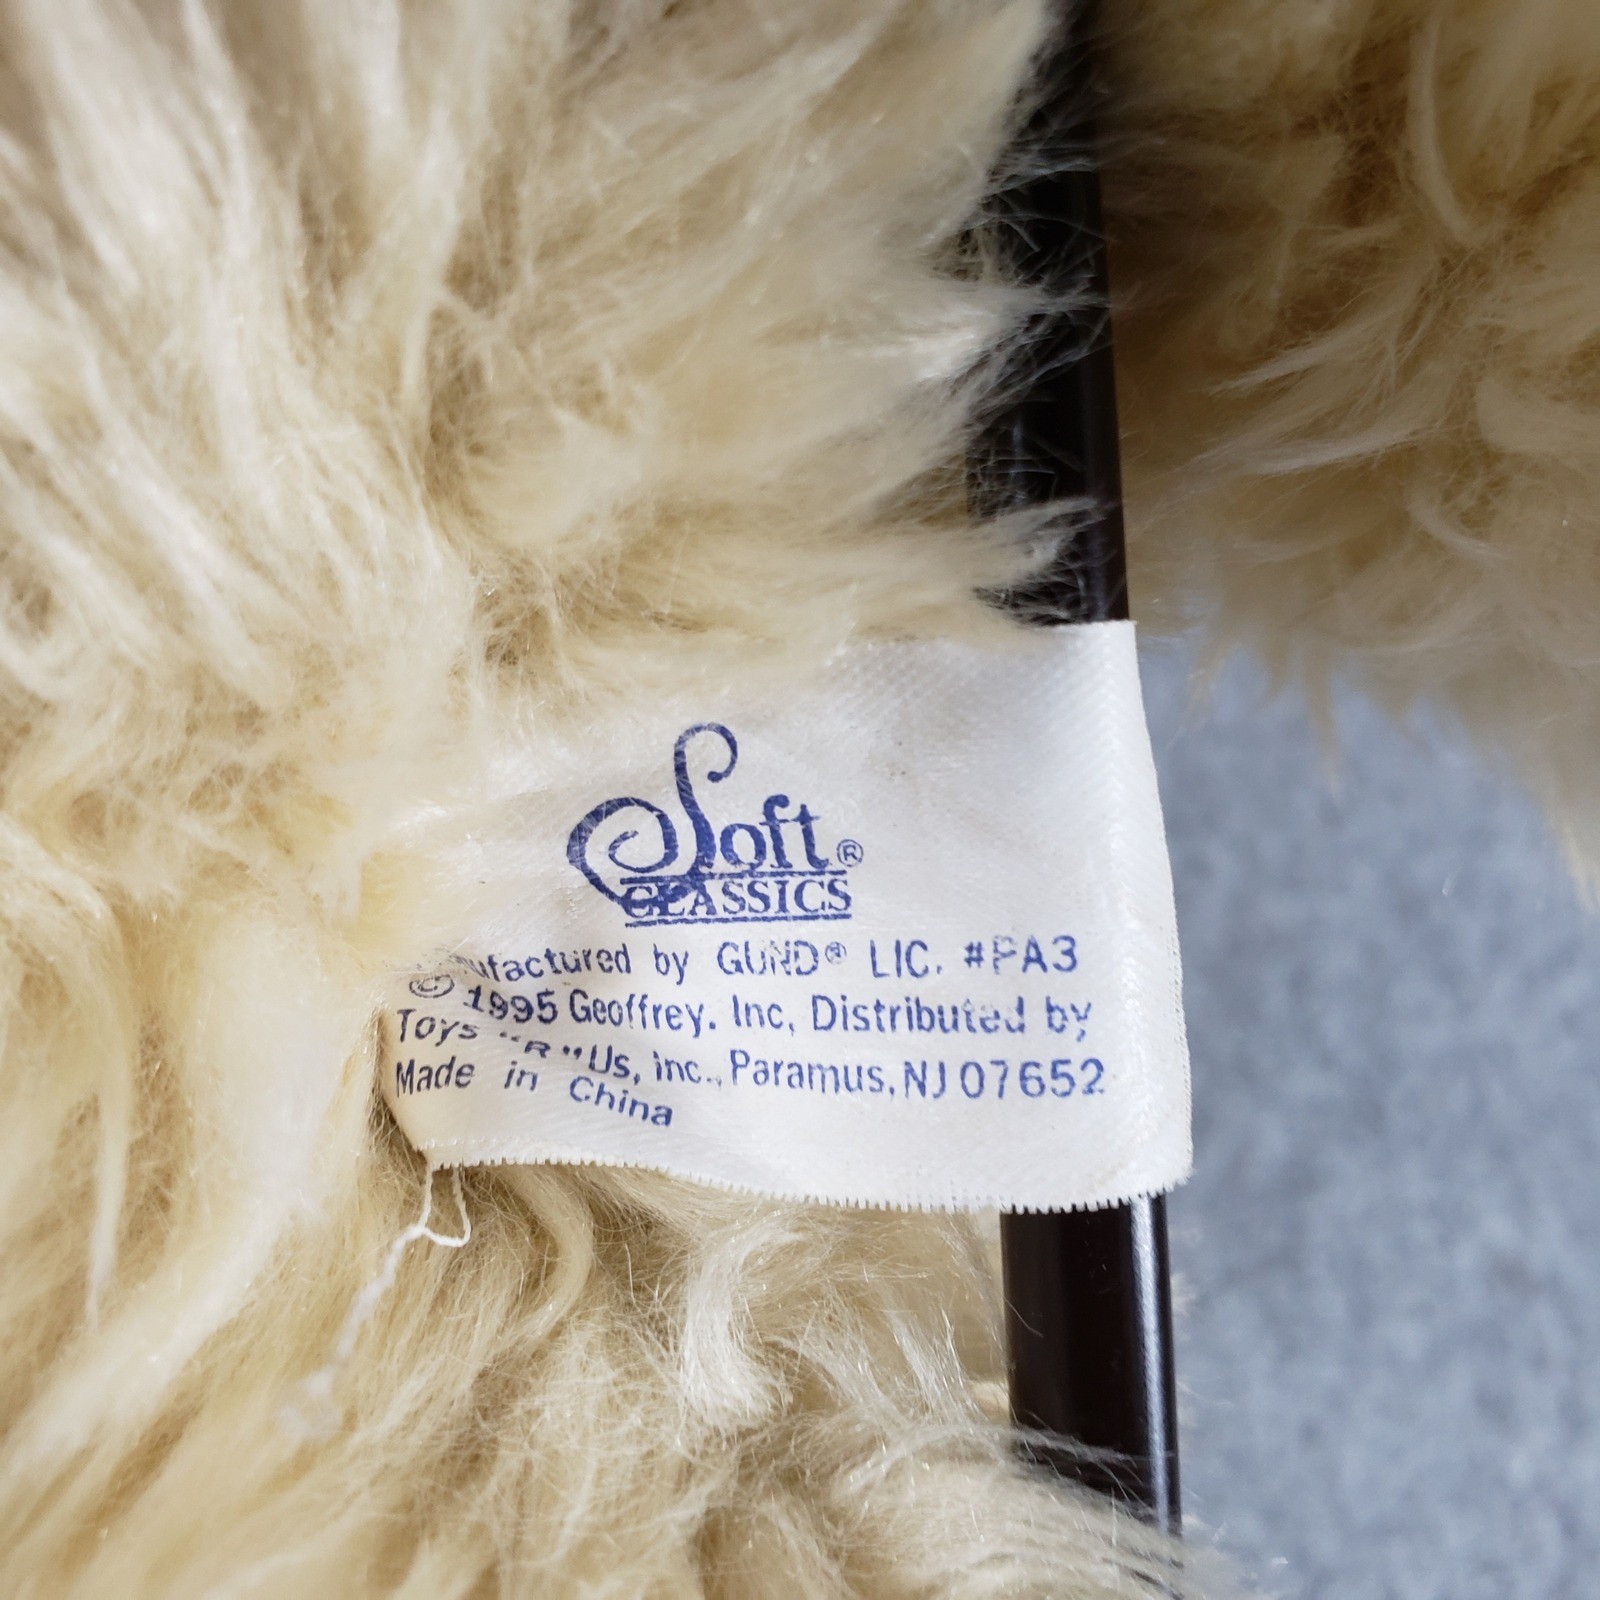 Soft®
CLASSICS
Manufactured by GUND® LIC. #PA3
© 1995 Geoffrey, Inc, Distributed by
Toys "R" Us, Inc., Paramus, NJ 07652
Made in China